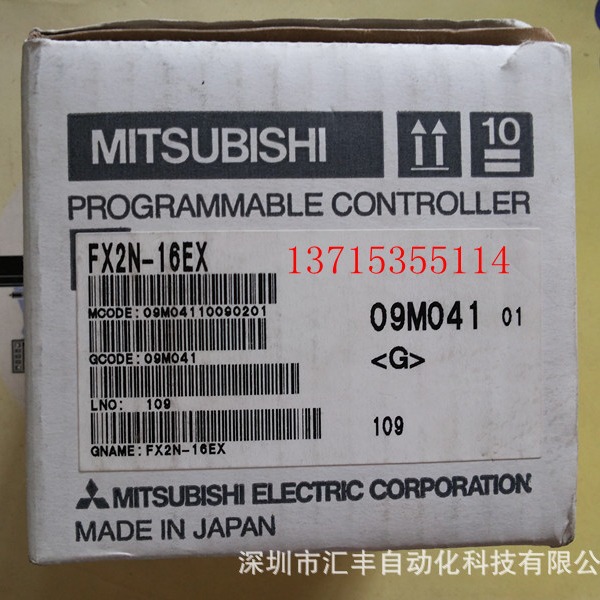 MITSUBISHI
10
PROGRAMMABLE CONTROLLER
FX2N-16EX
13715355114
MCODE:09M04110090201
09M041 01
GCODE:09M041
<G>
LNO: 109
109
GNAME:FX2N-16EX
MITSUBISHI ELECTRIC CORPORATION
MADE IN JAPAN
深圳市汇丰自动化科技有限公